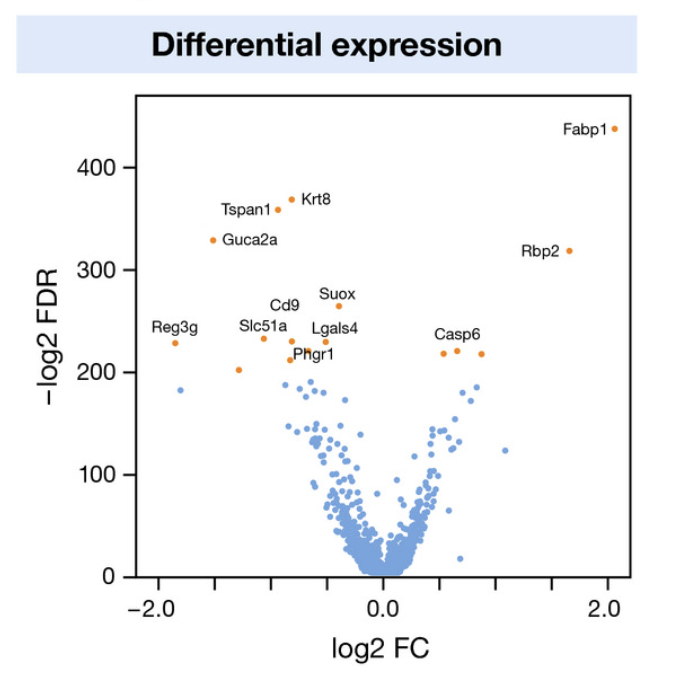 Differential expression
Fabp1
400
Krt8
Tspan1
Guca2a
Rbp2
300
Suox
Cd9
Reg3g
Slc51a
Lgals4
Casp6
Phgr1
200
100
0
−log2 FDR
−2.0
0.0
2.0
log2 FC